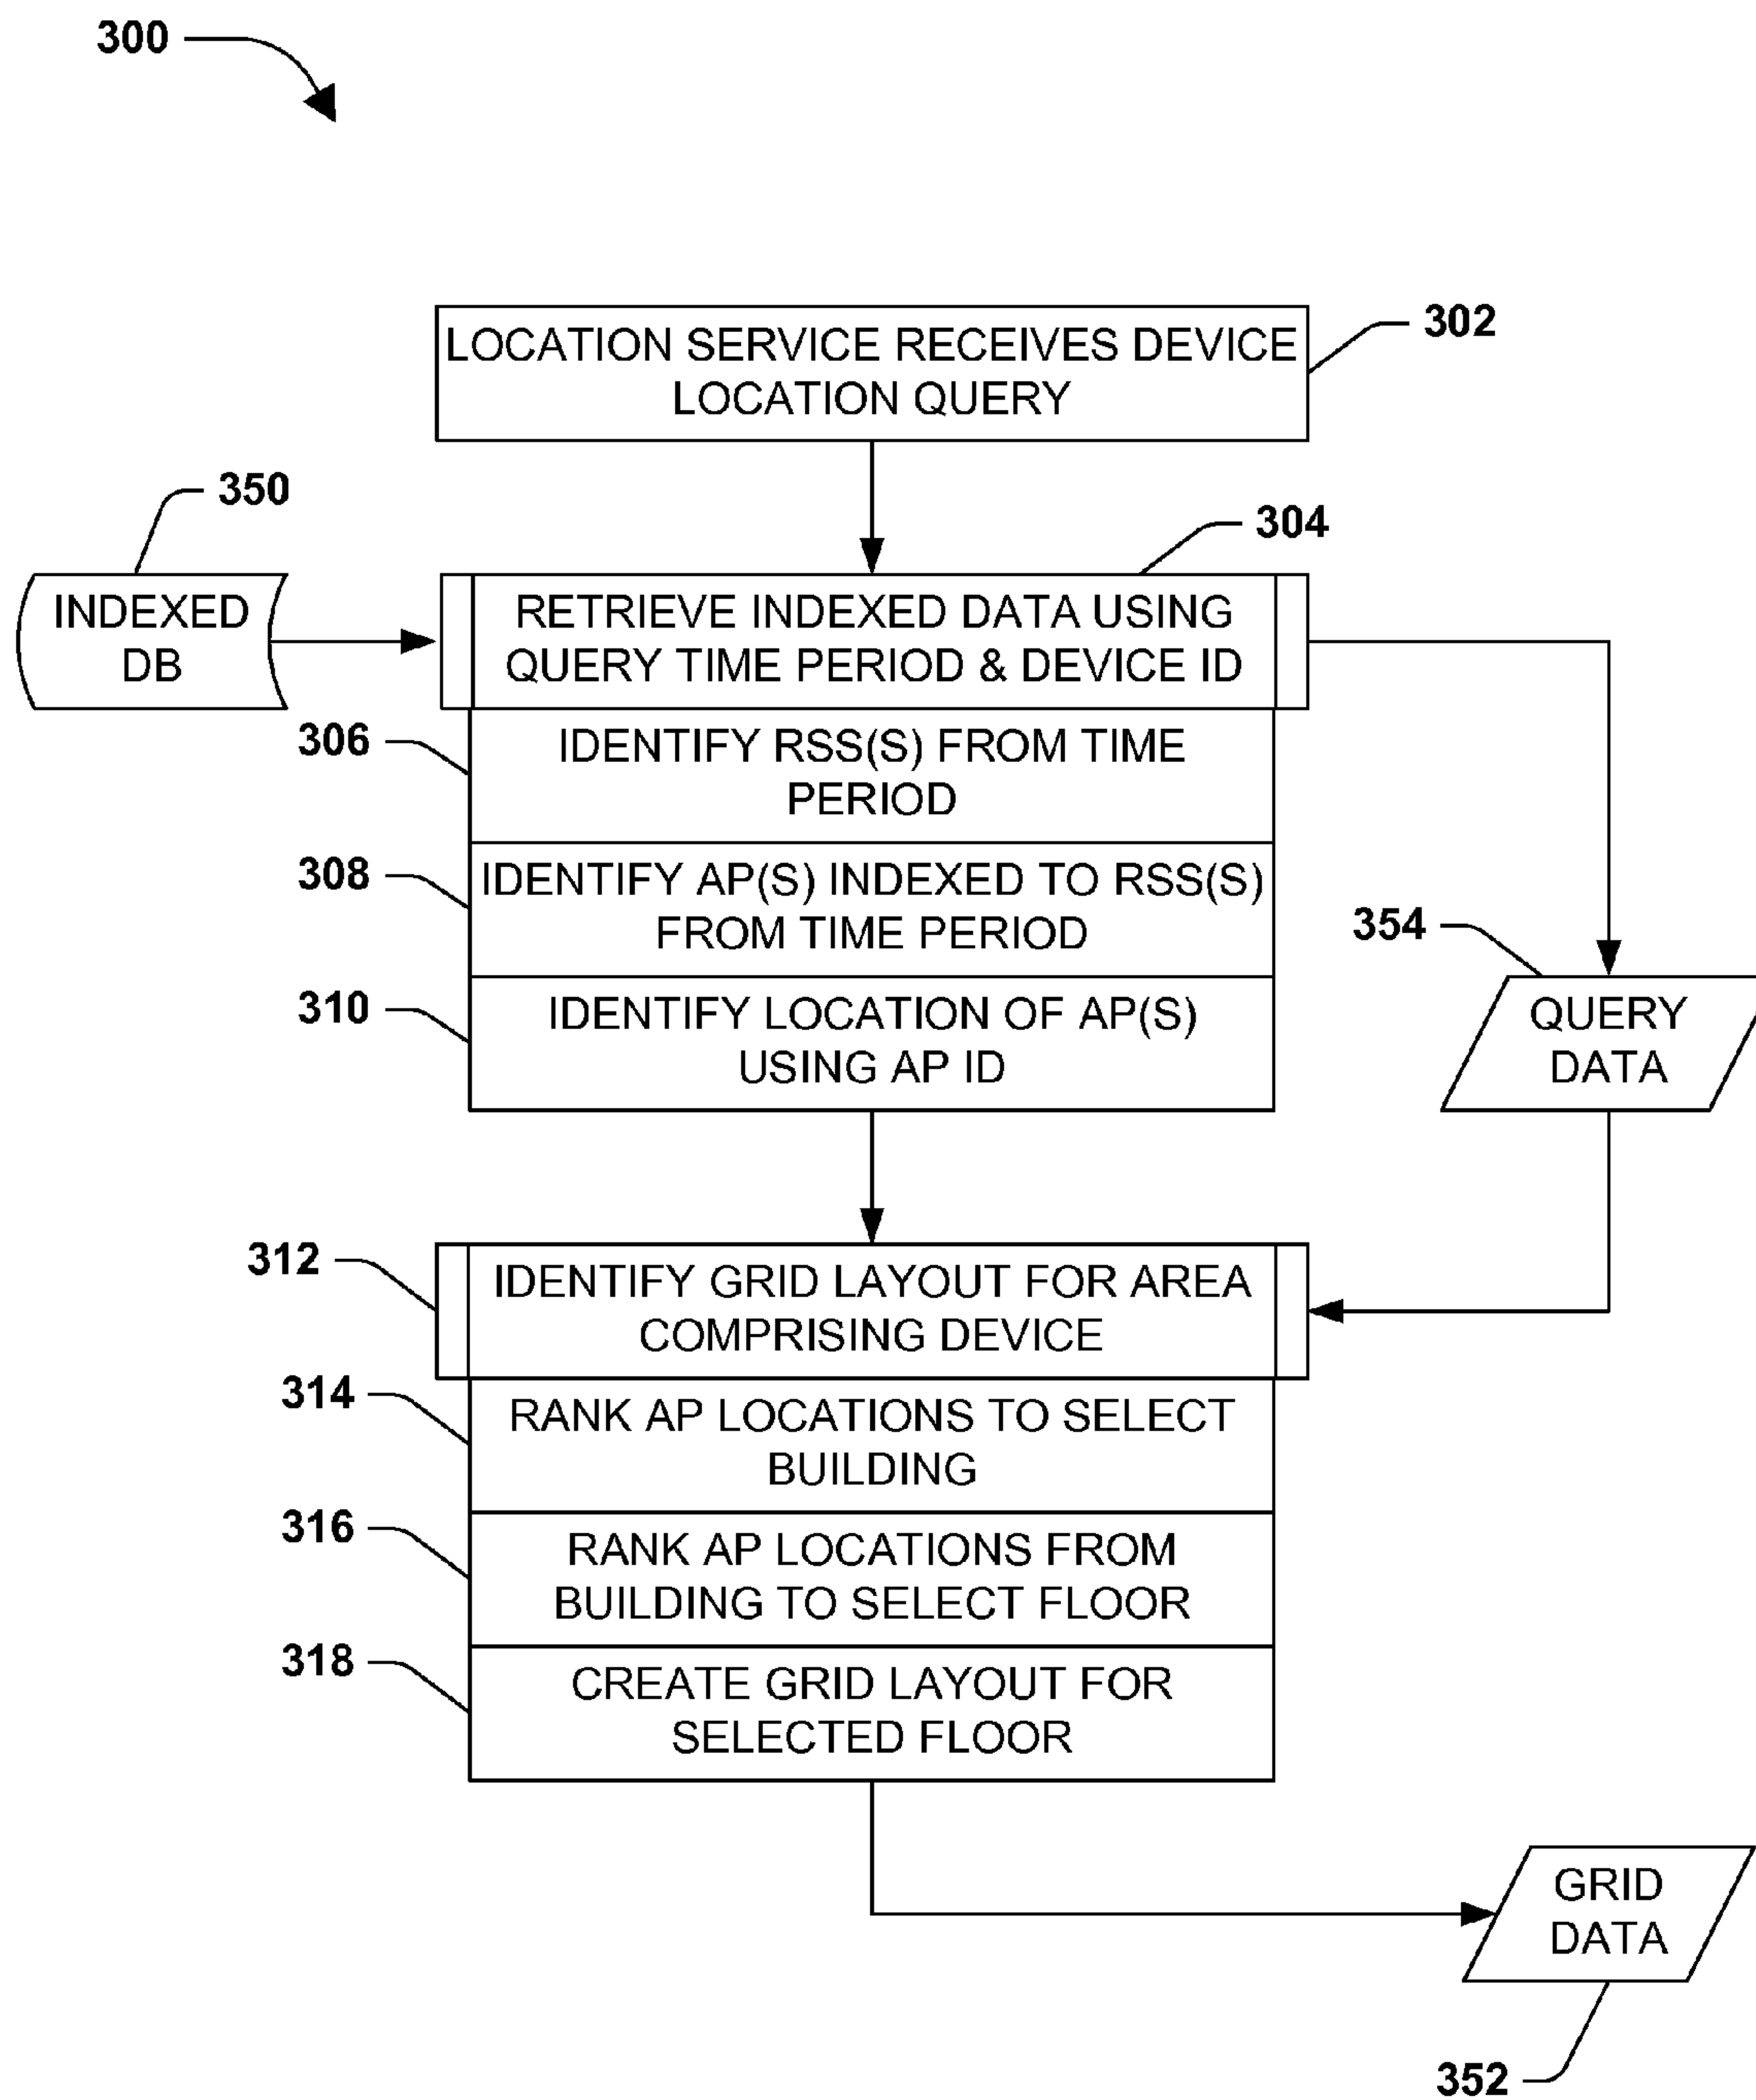 300
LOCATION SERVICE RECEIVES DEVICE
LOCATION QUERY
302
350
304
INDEXED
DB
RETRIEVE INDEXED DATA USING
QUERY TIME PERIOD & DEVICE ID
306
IDENTIFY RSS(S) FROM TIME
PERIOD
308
IDENTIFY AP(S) INDEXED TO RSS(S)
FROM TIME PERIOD
354
310
IDENTIFY LOCATION OF AP(S)
USING AP ID
QUERY
DATA
312
IDENTIFY GRID LAYOUT FOR AREA
COMPRISING DEVICE
314
RANK AP LOCATIONS TO SELECT
BUILDING
316
RANK AP LOCATIONS FROM
BUILDING TO SELECT FLOOR
318
CREATE GRID LAYOUT FOR
SELECTED FLOOR
GRID
DATA
352